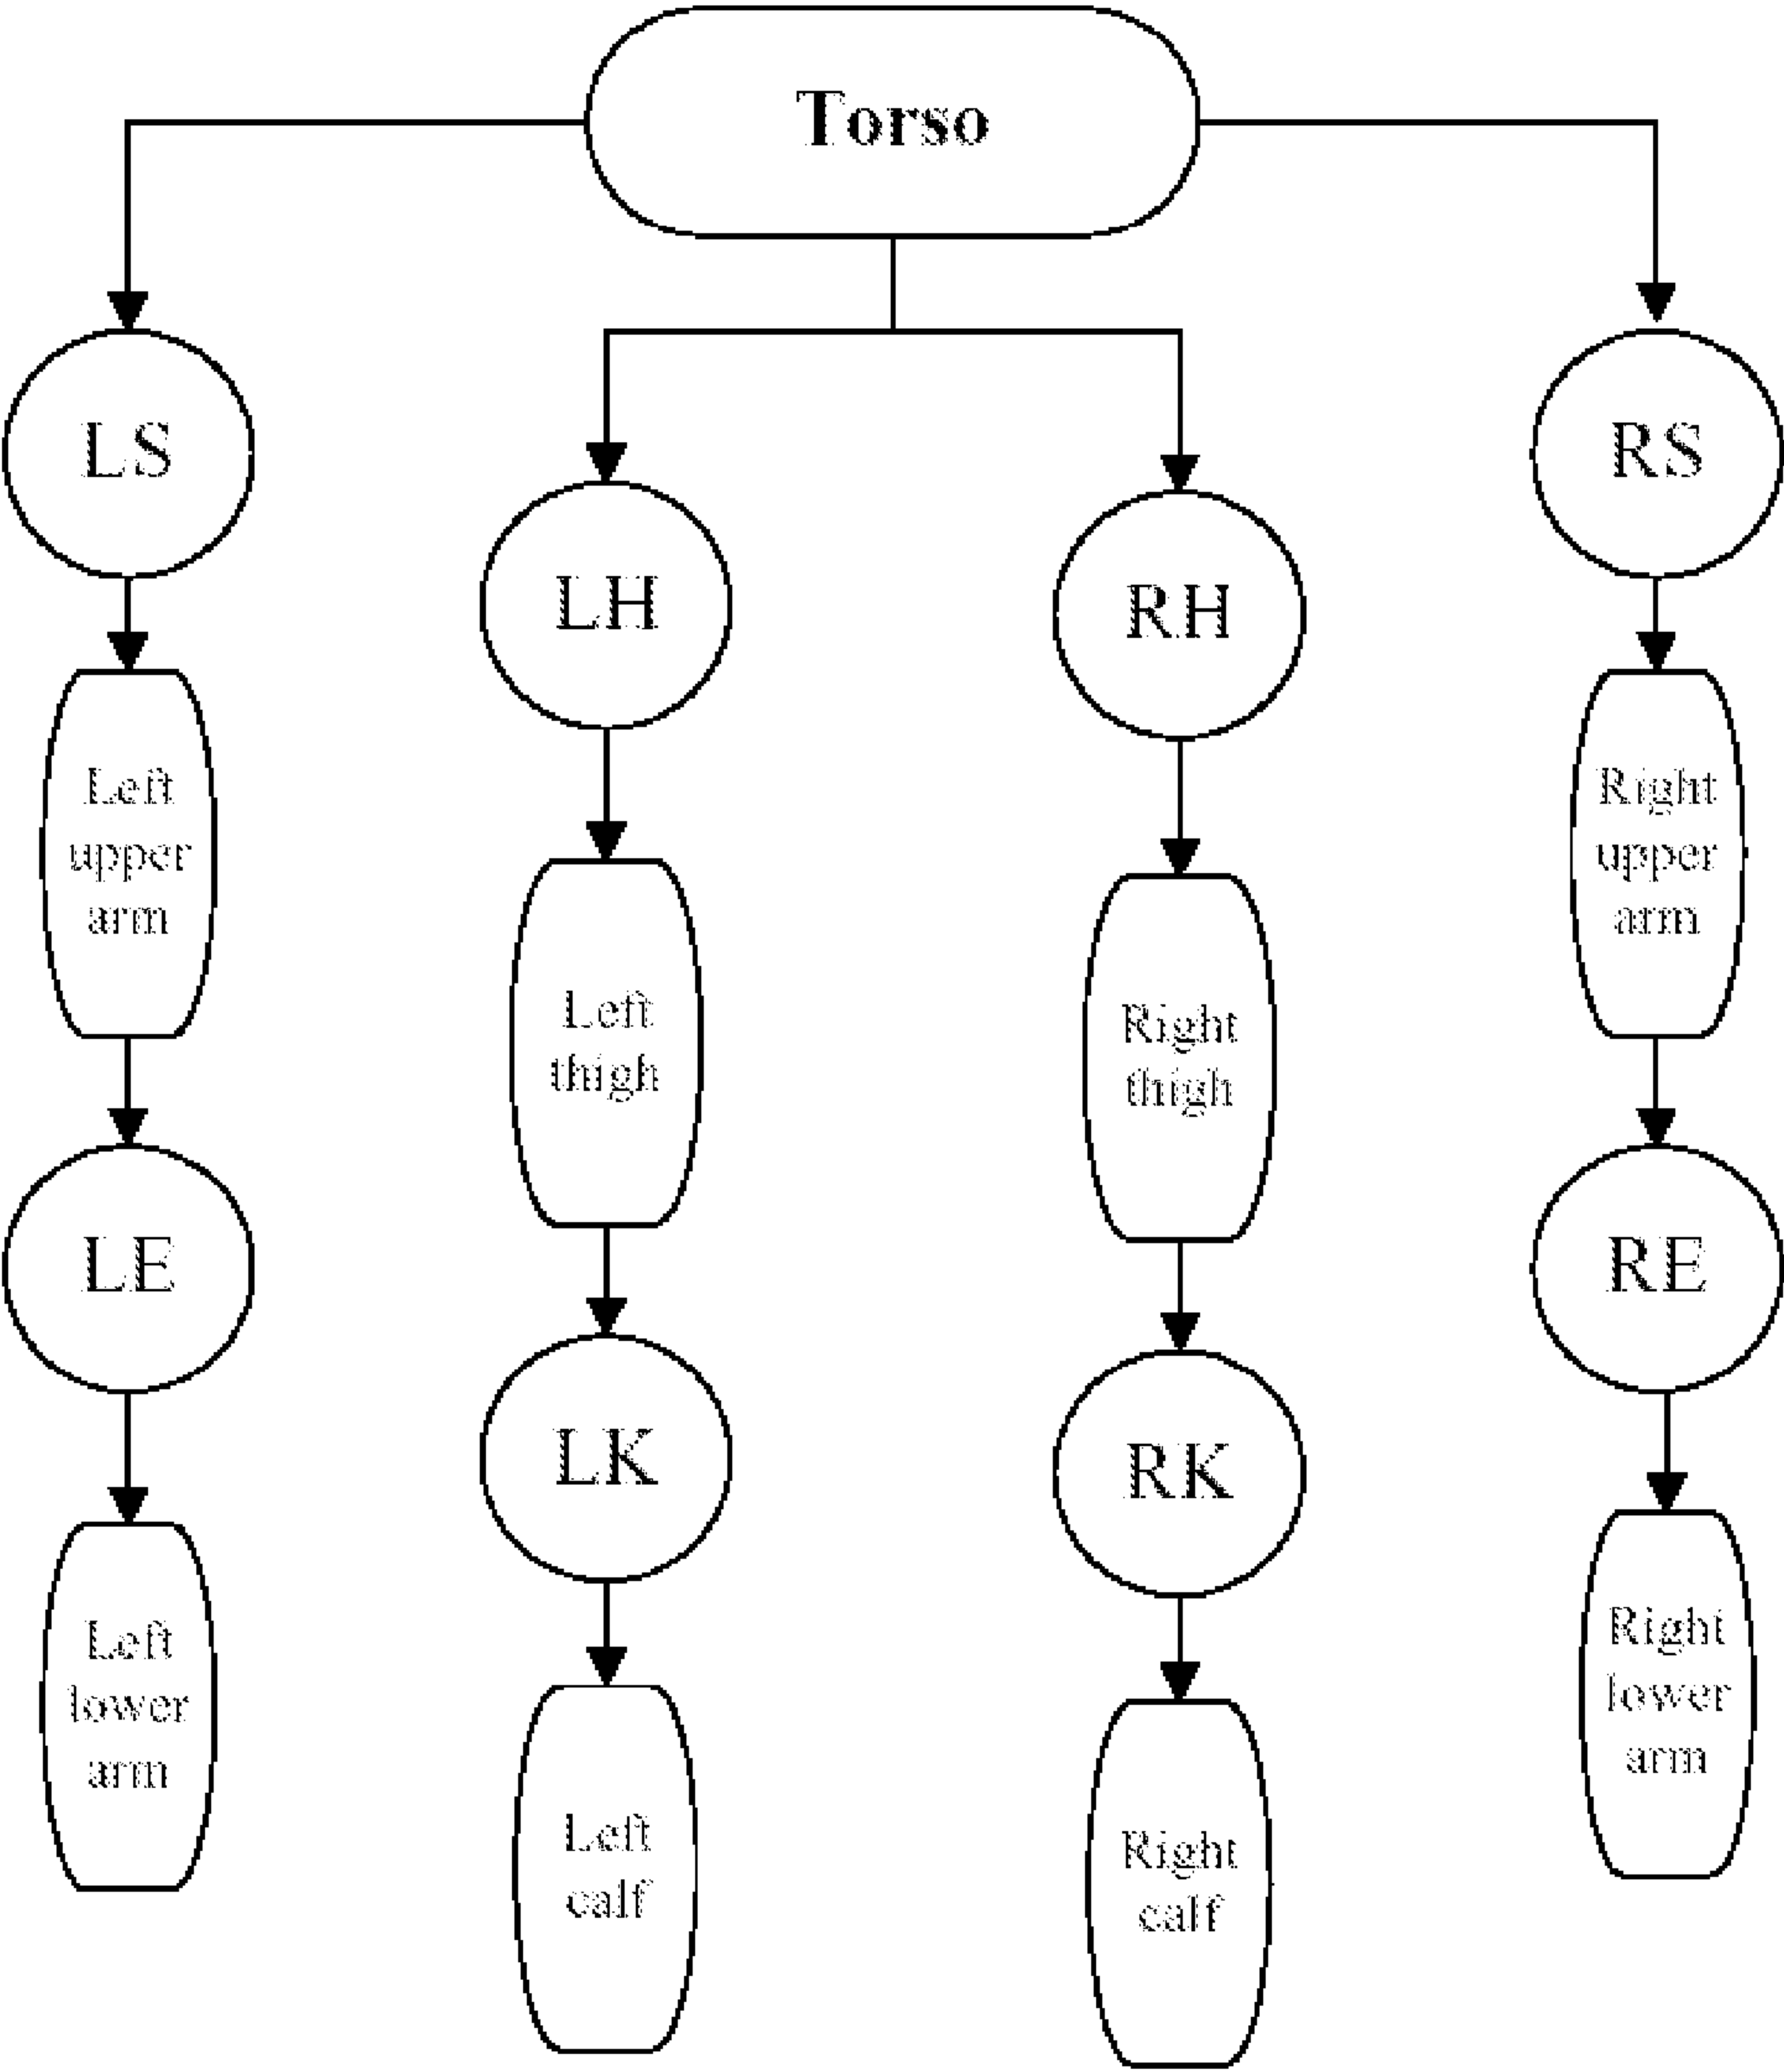 Torso
LS
RS
LH
RH
Left
upper
arm
Right
upper
arm
Left
thigh
Right
thigh
LE
RE
LK
RK
Left
lower
arm
Right
lower
arm
Left
calf
Right
calf